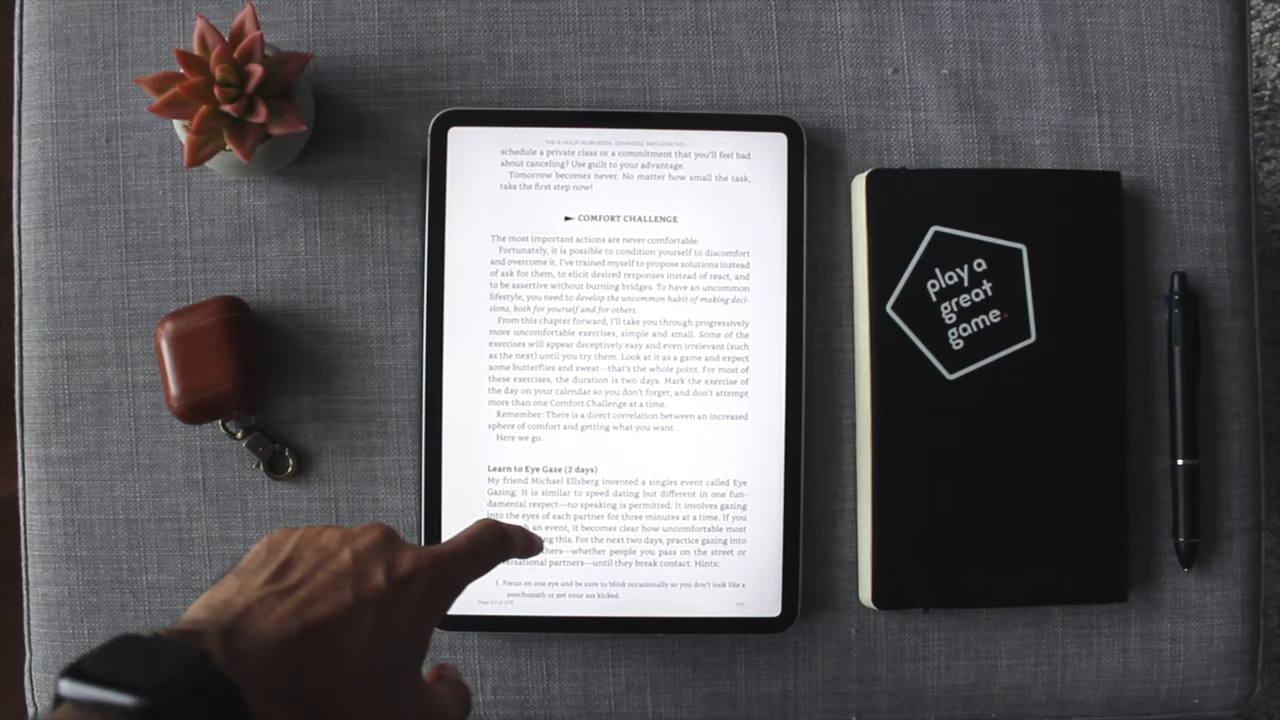 THE 4-HOUR WORKWEEK, EXPANDED AND UPDATED
schedule a private class or a commitment that you'll feel bad
about canceling? Use guilt to your advantage.
Tomorrow becomes never. No matter how small the task,
take the first step now!
COMFORT CHALLENGE
The most important actions are never comfortable.
Fortunately, it is possible to condition yourself to discomfort
and overcome it. I've trained myself to propose solutions instead
of ask for them, to elicit desired responses instead of react, and
to be assertive without burning bridges. To have an uncommon
lifestyle, you need to develop the uncommon habit of making deci-
sions, both for yourself and for others.
From this chapter forward, I'll take you through progressively
more uncomfortable exercises, simple and small. Some of the
exercises will appear deceptively easy and even irrelevant (such
as the next) until you try them. Look at it as a game and expect
some butterflies and sweat—that's the whole point. For most of
these exercises, the duration is two days. Mark the exercise of
the day on your calendar so you don't forget, and don't attempt
more than one Comfort Challenge at a time.
Remember: There is a direct correlation between an increased
sphere of comfort and getting what you want.
Here we go.
Learn to Eye Gaze (2 days)
My friend Michael Ellsberg invented a singles event called Eye
Gazing. It is similar to speed dating but different in one fun-
damental respect—no speaking is permitted. It involves gazing
into the eyes of each partner for three minutes at a time. If you
an event, it becomes clear how uncomfortable most
this. For the next two days, practice gazing into
—whether people you pass on the street or
partners—until they break contact. Hints:
1. Focus on one eye and be sure to blink occasionally so you don't look like a
psychopath or get your ass kicked.
play a
great
game.